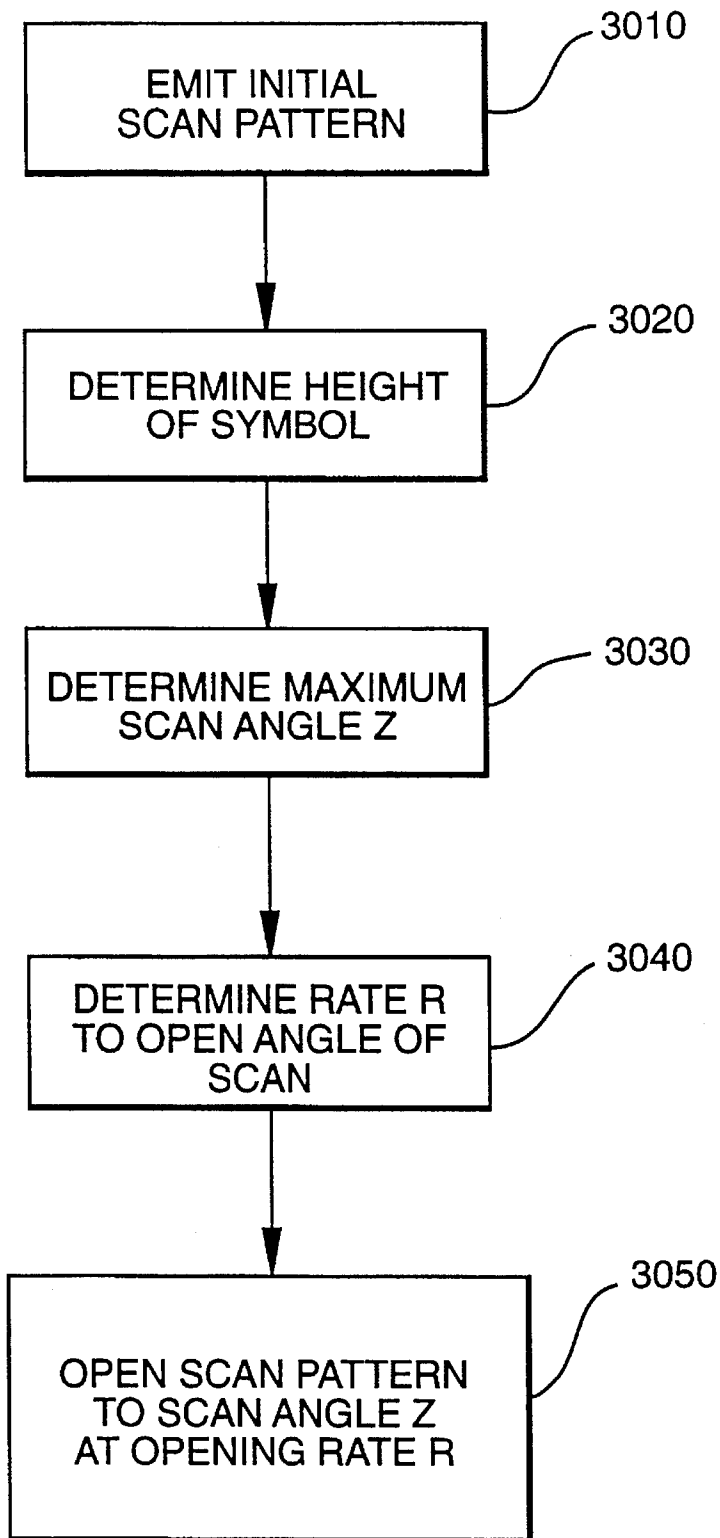 3010
EMIT INITIAL
SCAN PATTERN
3020
DETERMINE HEIGHT
OF SYMBOL
3030
DETERMINE MAXIMUM
SCAN ANGLE Z
3040
DETERMINE RATE R
TO OPEN ANGLE OF
SCAN
3050
OPEN SCAN PATTERN
TO SCAN ANGLE Z
AT OPENING RATE R